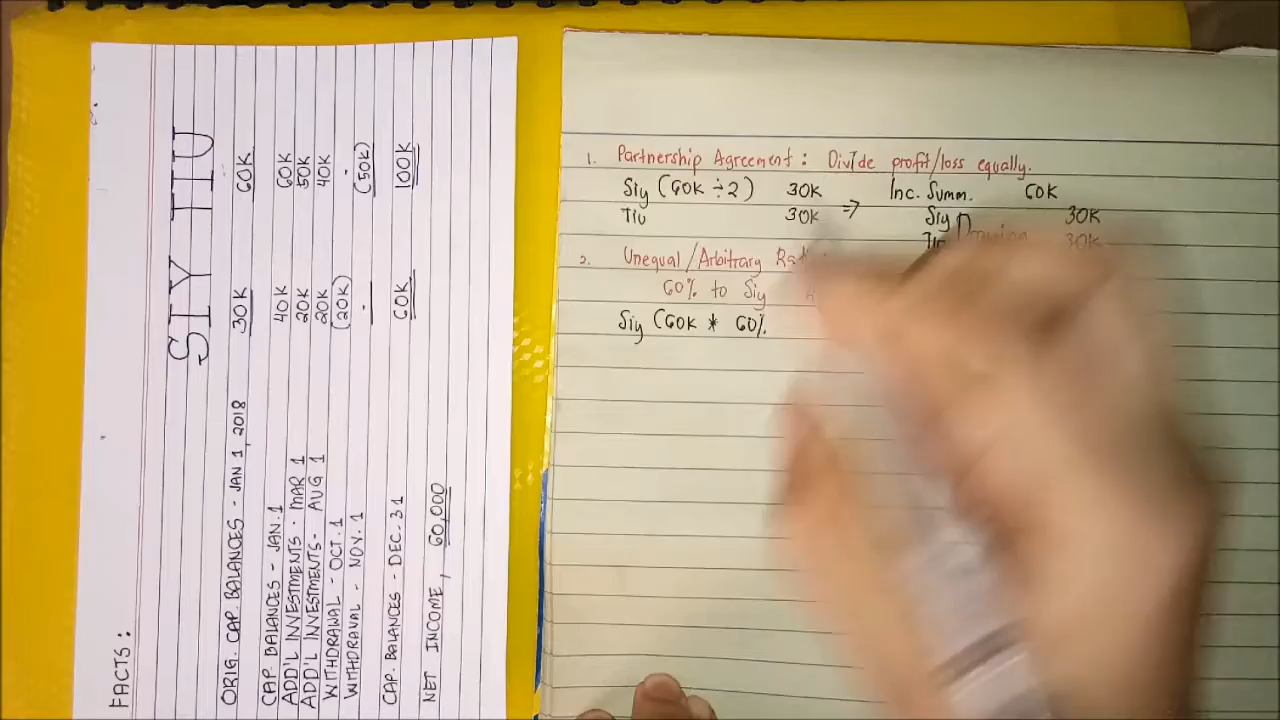 FACTS:
SIY TIU
ORIG. CAP. BALANCES - JAN 1, 2018 30K 60K
CAP. BALANCES - JAN. 1 40K 60K
ADD'L INVESTMENTS - MAR 1 20K 50K
ADD'L INVESTMENTS - AUG 1 20K 40K
WITHDRAWAL - OCT. 1 (20K) -
WITHDRAWAL - NOV. 1 - (50K)
CAP. BALANCES - DEC. 31 60K 100K
NET INCOME, 60,000
1. Partnership Agreement: Divide profit/loss equally.
Siy (60K ÷ 2) 30K ⇒ Inc. Summ. 60K
Tiu 30K Siy 30K
30K
2. Unequal/Arbitrary
60% to Siy
Siy (60K * 60%